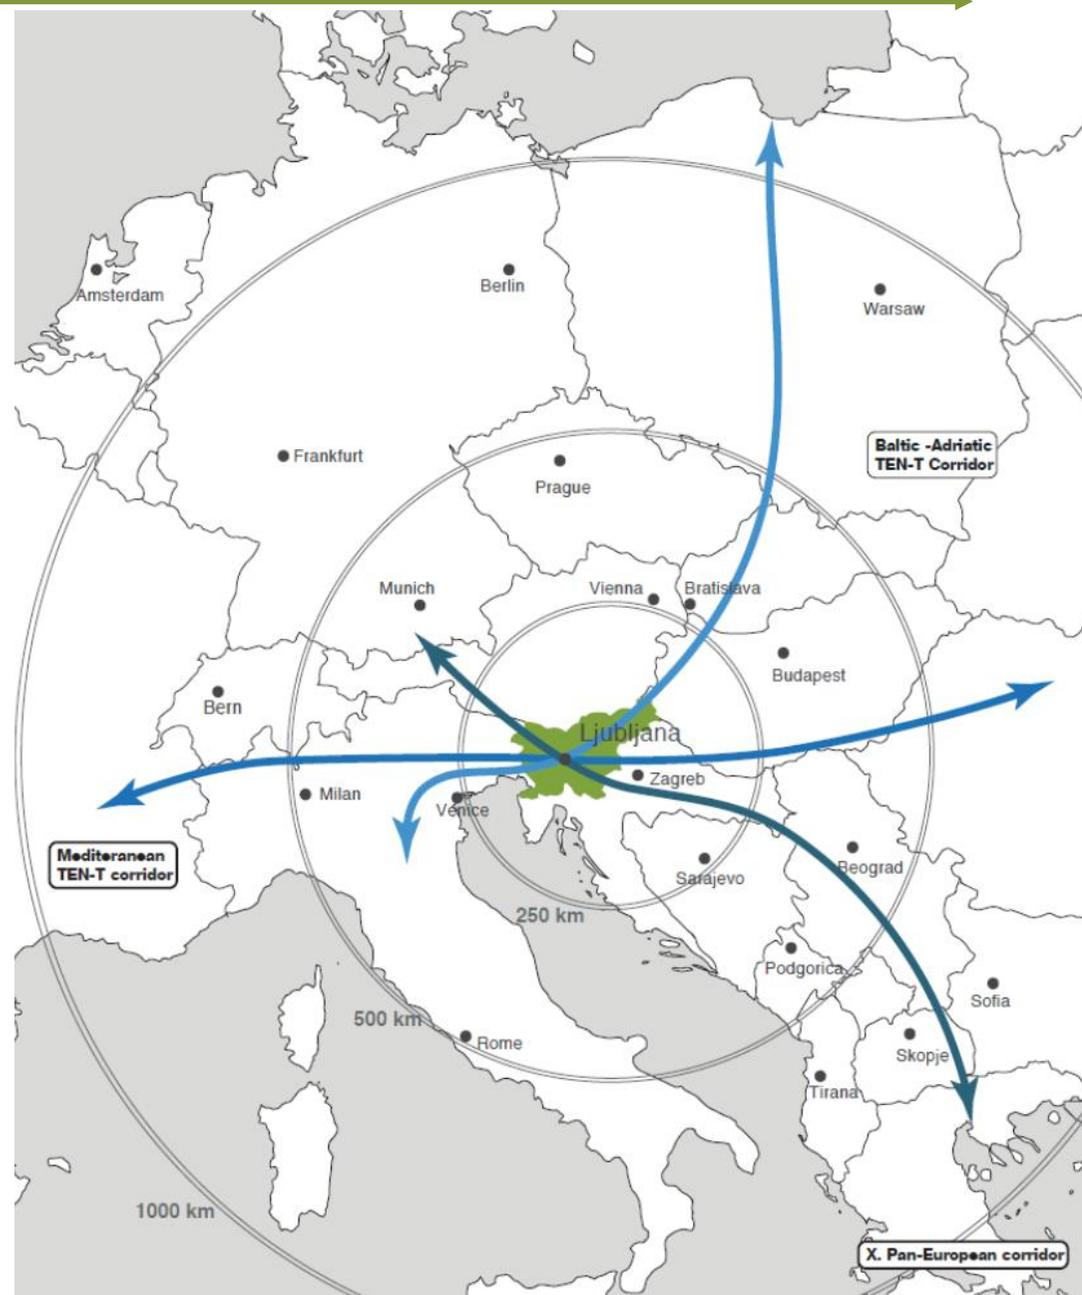 Amsterdam
Berlin
Warsaw
Baltic -Adriatic
TEN-T Corridor
Frankfurt
Prague
Munich
Vienna
Bratislava
Budapest
Bern
Ljubljana
Zagreb
Milan
Venice
Mediteranean
TEN-T corridor
Beograd
Sarajevo
250 km
Podgorica
Sofia
500 km
Rome
Skopje
Tirana
1000 km
X. Pan-European corridor